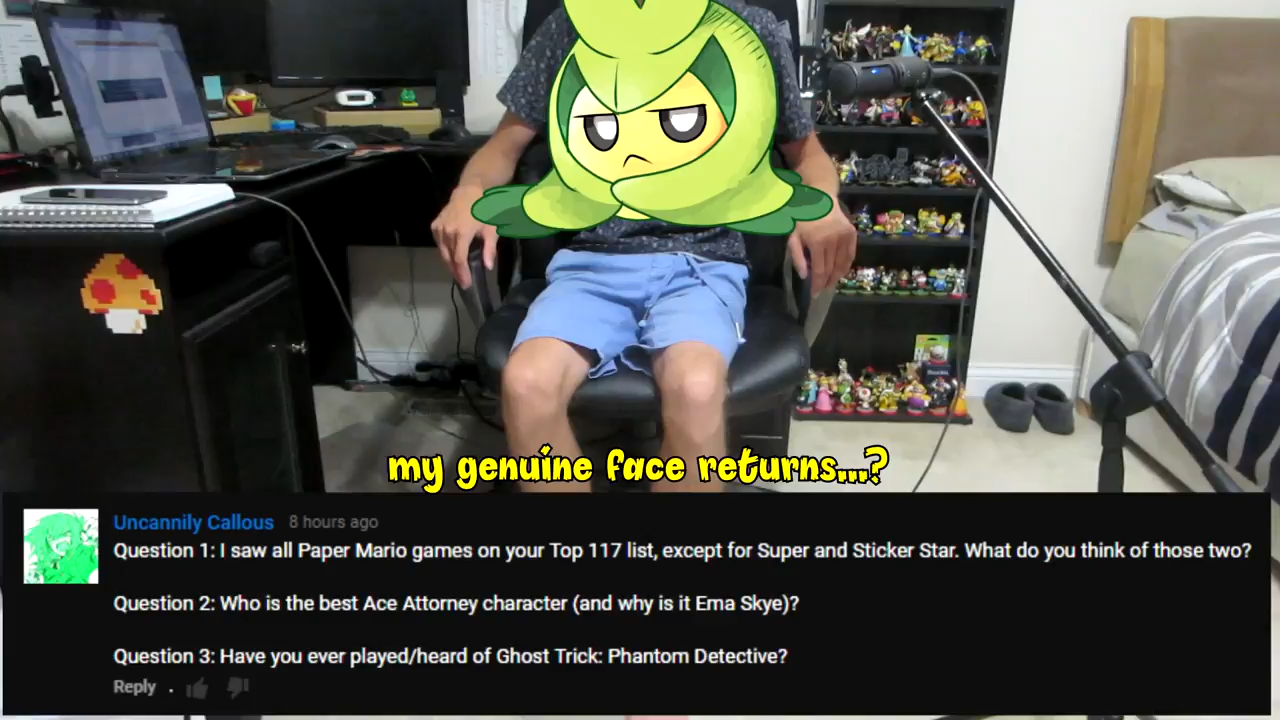 my genuine face returns...?
Uncannily Callous 8 hours ago
Question 1: I saw all Paper Mario games on your Top 117 list, except for Super and Sticker Star. What do you think of those two?
Question 2: Who is the best Ace Attorney character (and why is it Ema Skye)?
Question 3: Have you ever played/heard of Ghost Trick: Phantom Detective?
Reply .